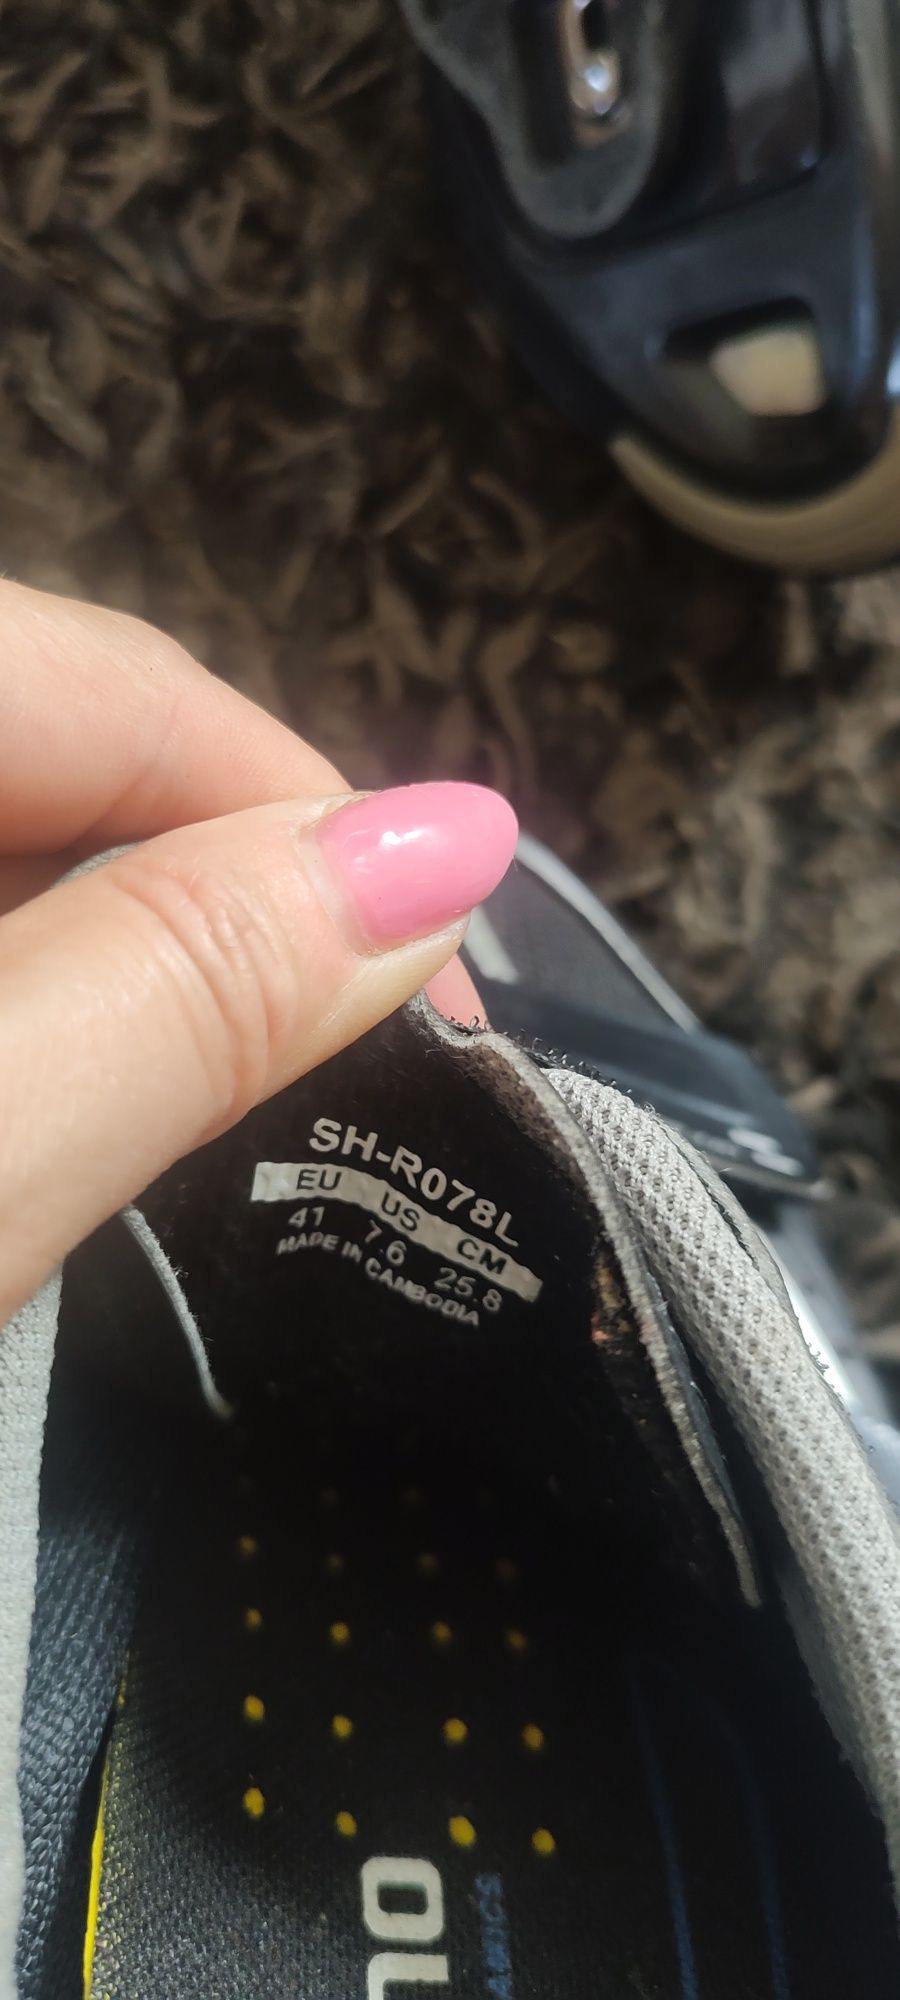 SH-R078L
EU US CM
41 7.6 25.8
MADE IN CAMBODIA